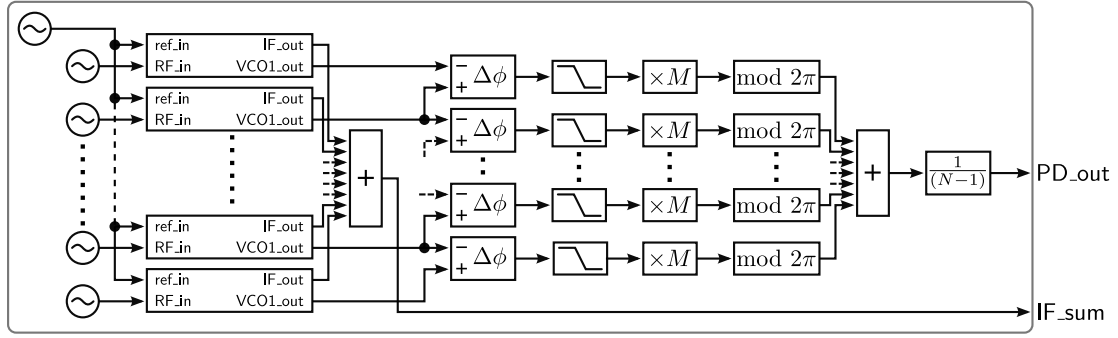 ref_in IF_out
RF_in VCO1_out
ref_in IF_out
RF_in VCO1_out
ref_in IF_out
RF_in VCO1_out
ref_in IF_out
RF_in VCO1_out
+
− + Δϕ ×M mod 2π
− + Δϕ ×M mod 2π
− + Δϕ ×M mod 2π
− + Δϕ ×M mod 2π
+
1
(N−1)
PD_out
IF_sum